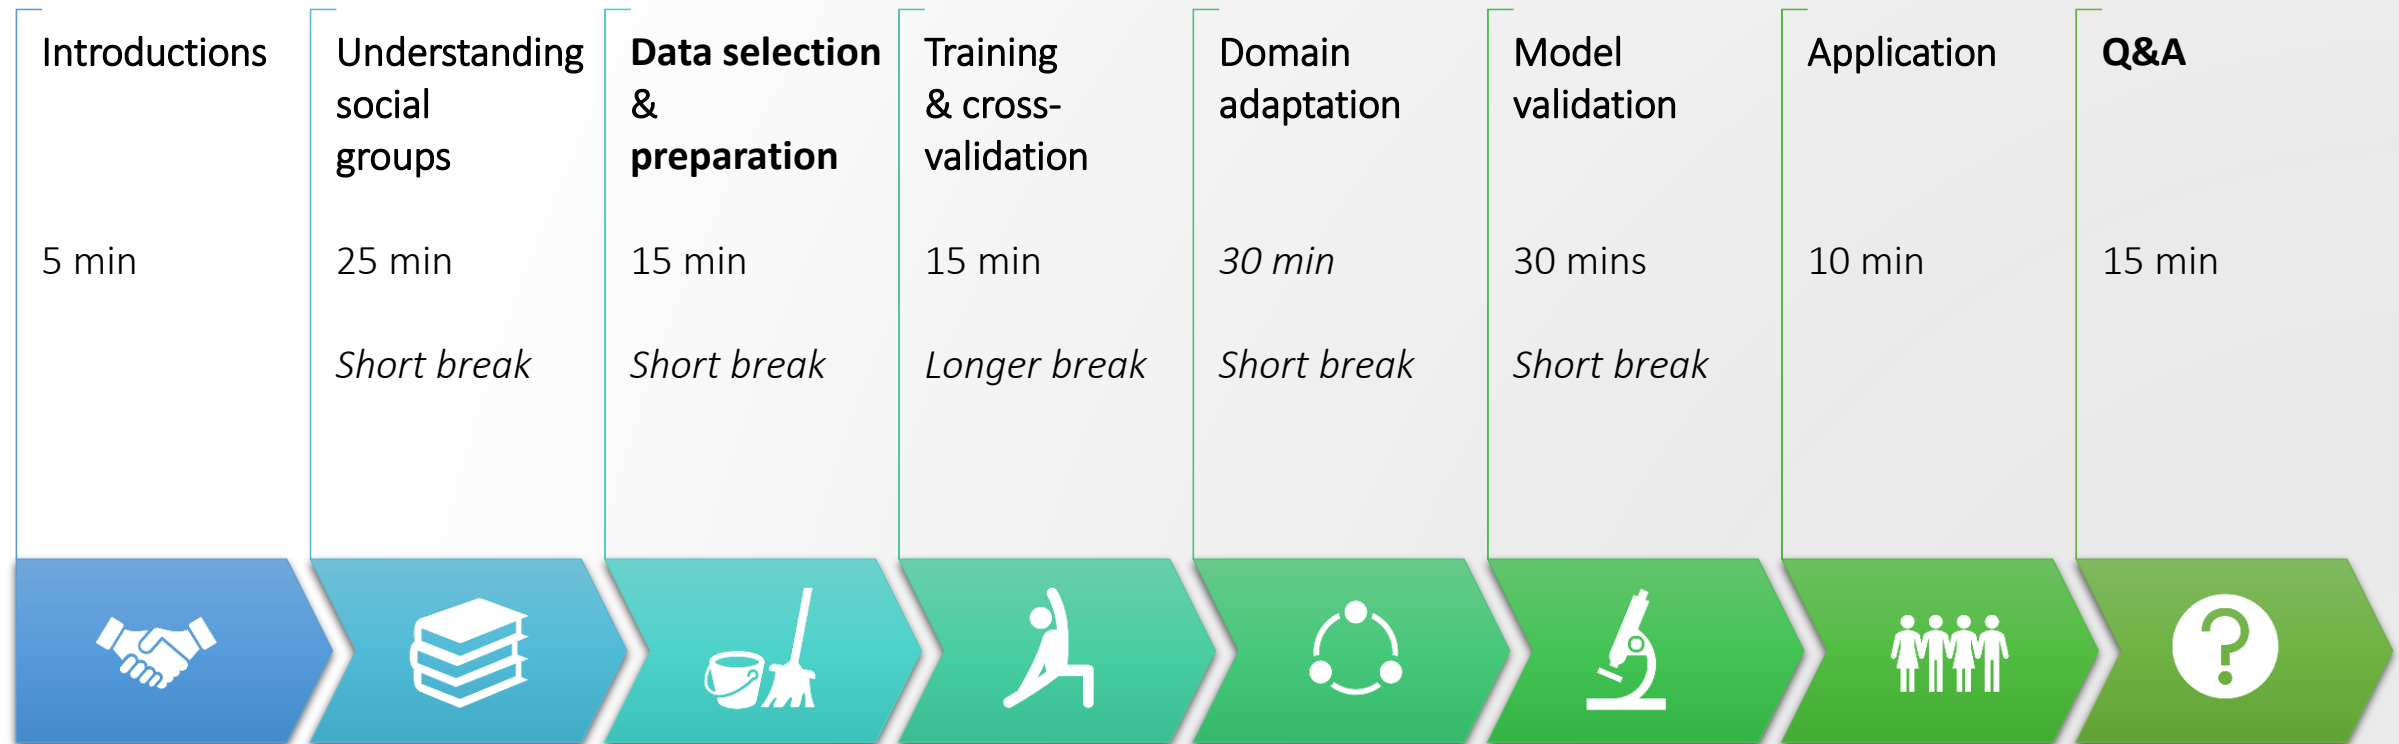 Introductions
5 min
Understanding
social
groups
25 min
Short break
Data selection
&
preparation
15 min
Short break
Training
& cross-
validation
15 min
Longer break
Domain
adaptation
30 min
Short break
Model
validation
30 mins
Short break
Application
10 min
Q&A
15 min
?